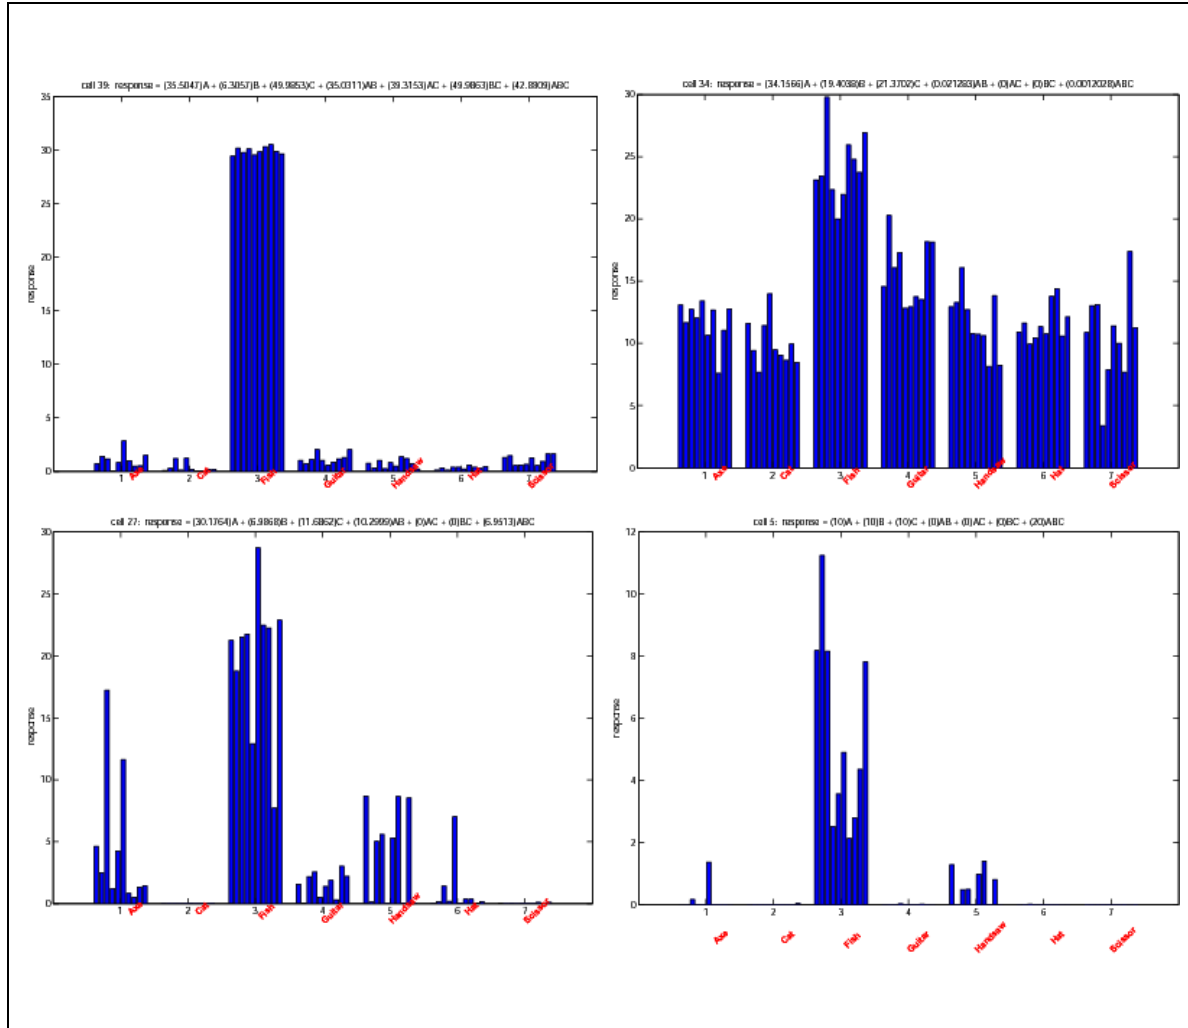 cell 39: response = (35.5047)A + (6.3057)B + (49.9853)C + (35.0311)AB + (39.3153)AC + (49.9863)BC + (42.8909)ABC
35
30
25
20
15
10
5
0
response
1 2 3 4 5 6 7
Axe Cat Fish Guitar Handsaw Hat Scissor
cell 34: response = (34.1566)A + (19.4038)B + (21.3702)C + (0.021283)AB + (0)AC + (0)BC + (0.0012028)ABC
30
25
20
15
10
5
0
response
1 2 3 4 5 6 7
Axe Cat Fish Guitar Handsaw Hat Scissor
cell 27: response = (30.1764)A + (6.9868)B + (11.6862)C + (10.2999)AB + (0)AC + (0)BC + (6.9513)ABC
30
25
20
15
10
5
0
response
1 2 3 4 5 6 7
Axe Cat Fish Guitar Handsaw Hat Scissor
cell 5: response = (10)A + (10)B + (10)C + (0)AB + (0)AC + (0)BC + (20)ABC
12
10
8
6
4
2
0
response
1 2 3 4 5 6 7
Axe Cat Fish Guitar Handsaw Hat Scissor